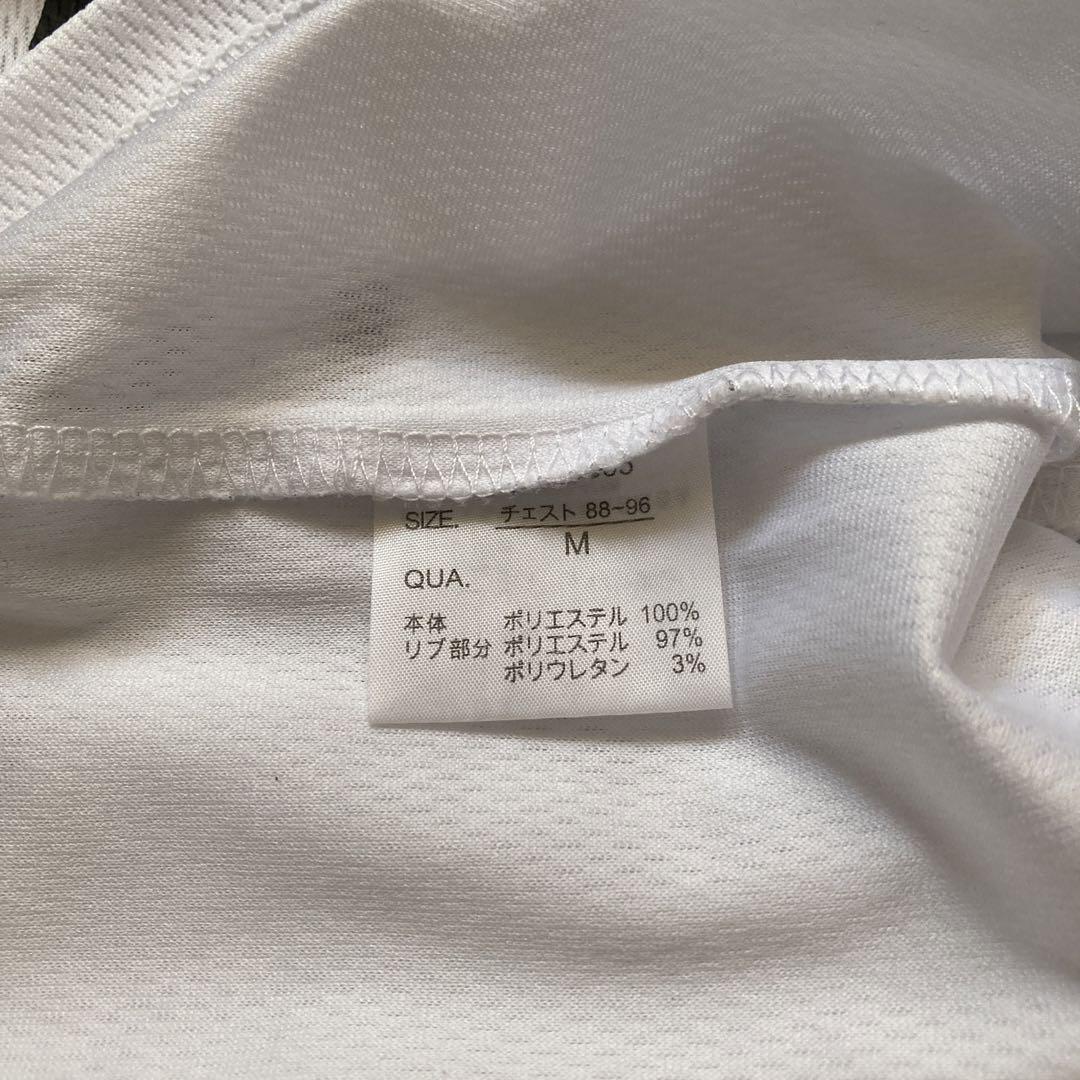 SIZE. チェスト 88~96
M
QUA.
本体 ポリエステル 100%
リブ部分 ポリエステル 97%
ポリウレタン 3%